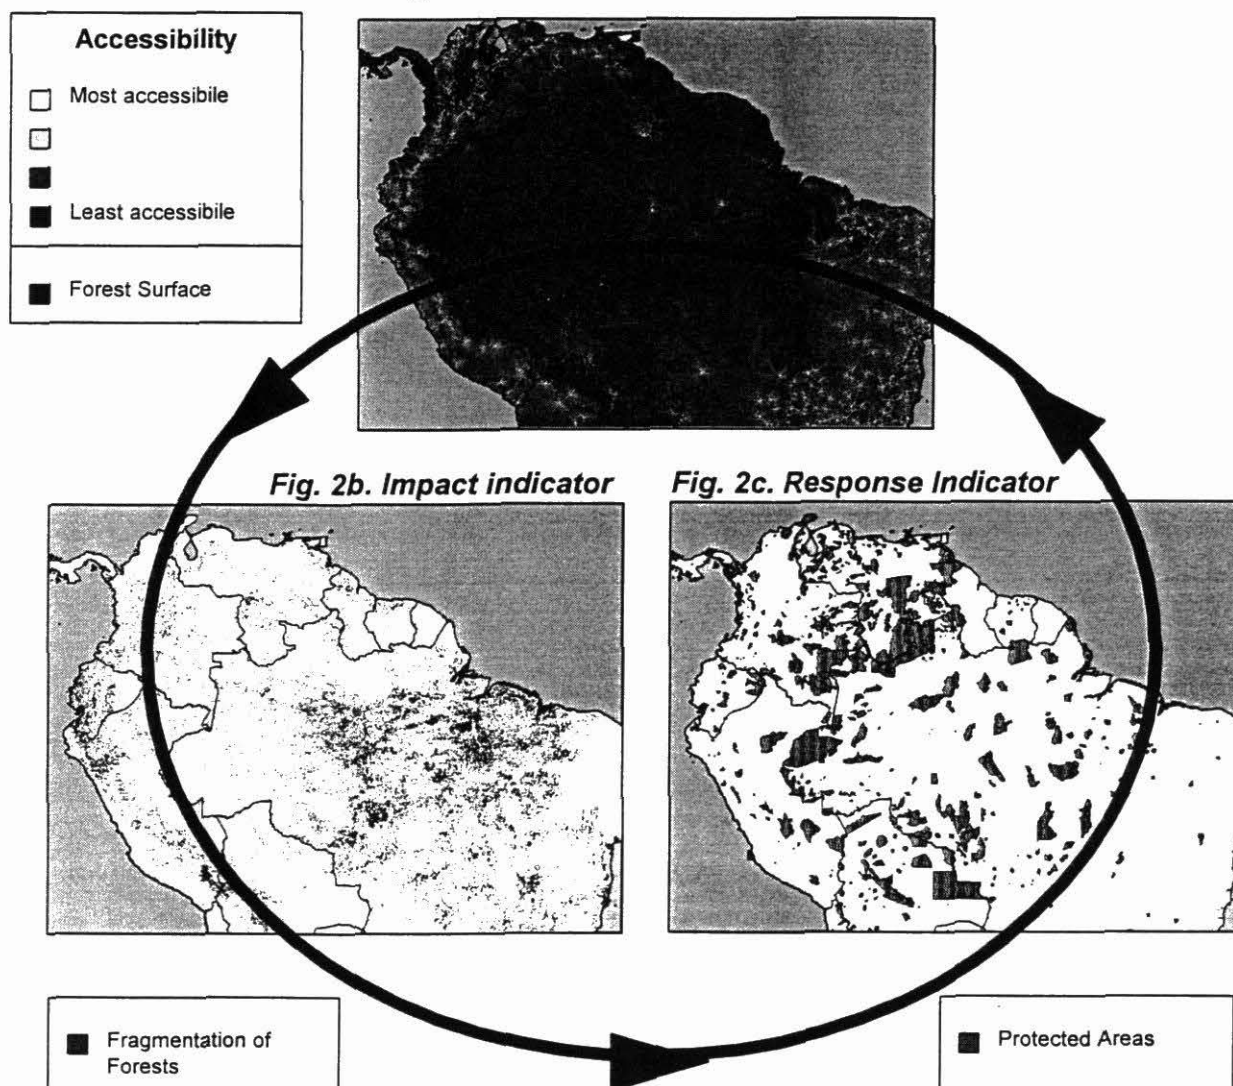 Accessibility
Most accessibile
Least accessibile
Forest Surface
Fig. 2b. Impact indicator
Fig. 2c. Response Indicator
Fragmentation of
Forests
Protected Areas